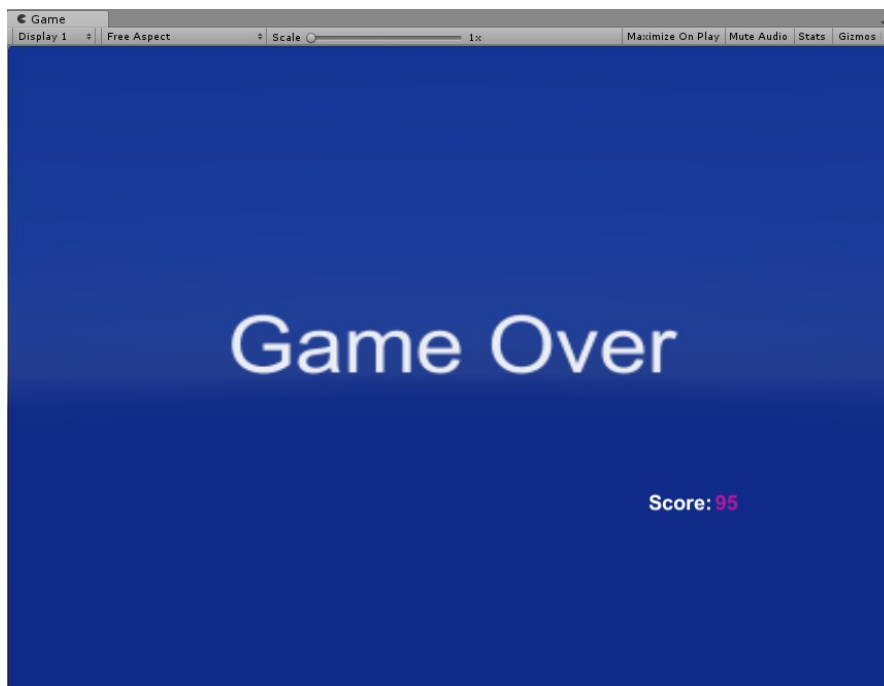 Game
Display 1 Free Aspect Scale 1x Maximize On Play Mute Audio Stats Gizmos
Game Over
Score: 95